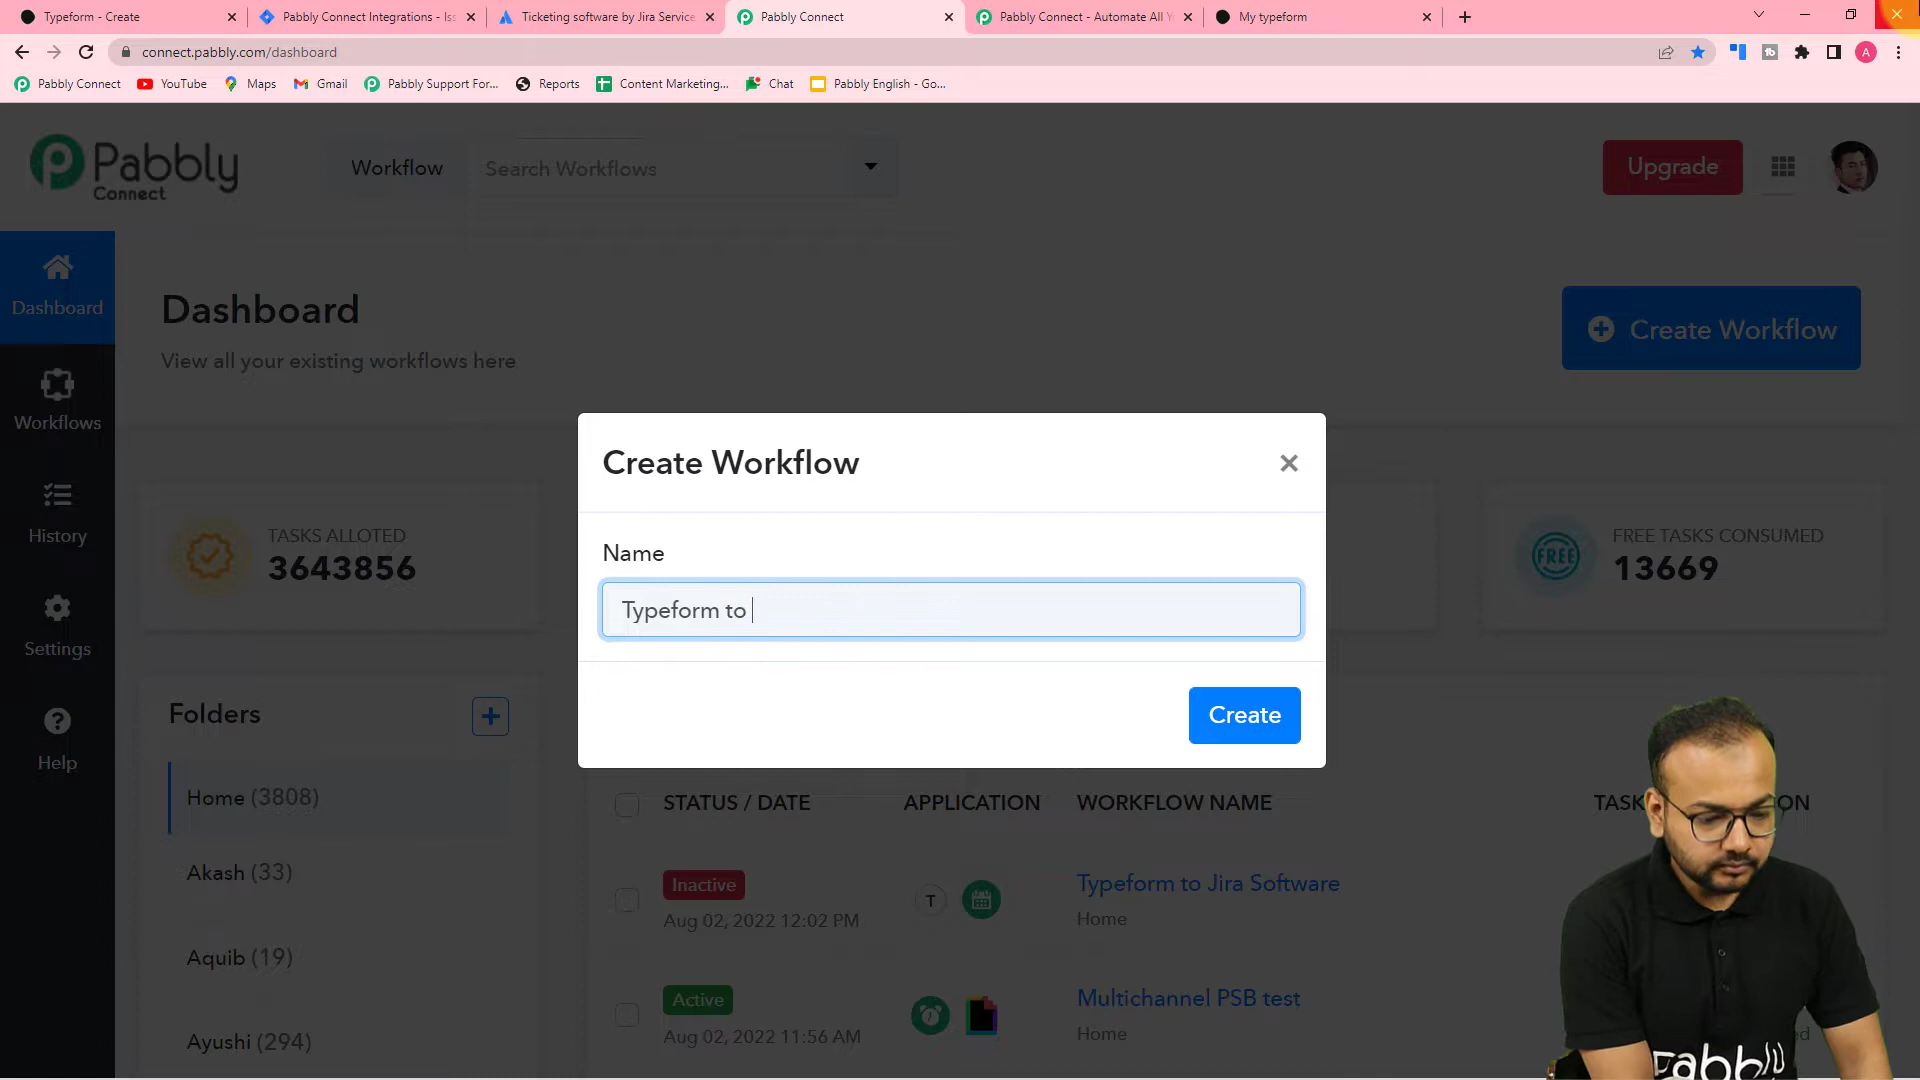 Typeform - Create
Pabbly Connect Integrations - Iss
Ticketing software by Jira Service
Pabbly Connect
Pabbly Connect - Automate All Y
My typeform
connect.pabbly.com/dashboard
A
Pabbly Connect
YouTube
Maps
Gmail
Pabbly Support For...
Reports
Content Marketing...
Chat
Pabbly English - Go...
Pabbly
Connect
Workflow
Search Workflows
Upgrade
Dashboard
Workflows
History
Settings
Help
Dashboard
View all your existing workflows here
Create Workflow
TASKS ALLOTED
3643856
FREE
FREE TASKS CONSUMED
13669
Create Workflow
Name
Typeform to
Create
Folders
Home (3808)
Akash (33)
Aquib (19)
Ayushi (294)
STATUS / DATE
APPLICATION
WORKFLOW NAME
Inactive
Aug 02, 2022 12:02 PM
T
Typeform to Jira Software
Home
Active
Aug 02, 2022 11:56 AM
Multichannel PSB test
Home
Pabbly